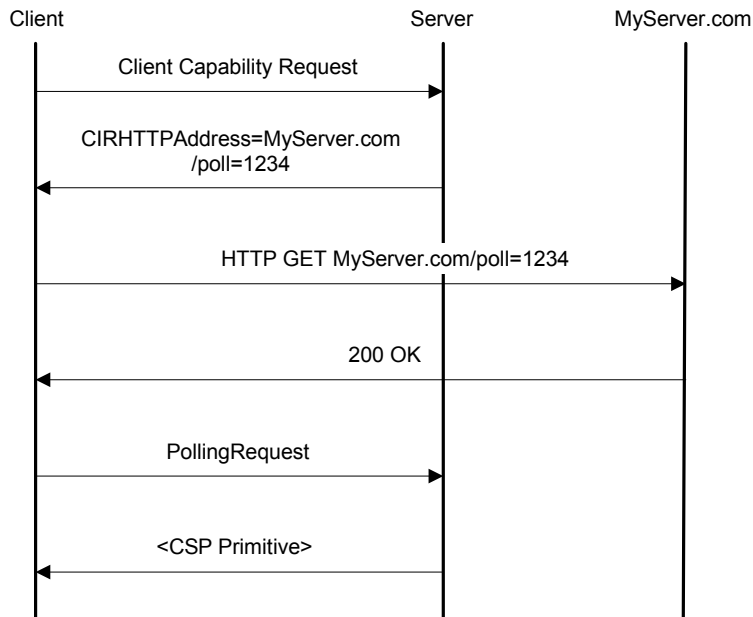 Client Server MyServer.com
Client Capability Request
CIRHTTPAddress=MyServer.com
/poll=1234
HTTP GET MyServer.com/poll=1234
200 OK
PollingRequest
<CSP Primitive>